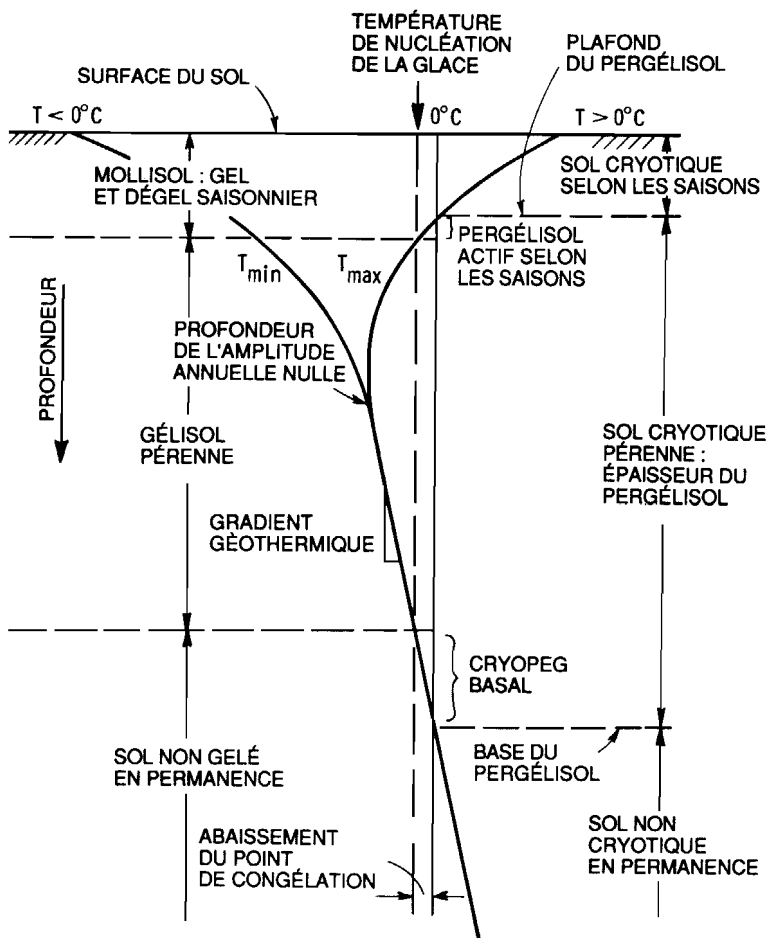 TEMPÉRATURE
DE NUCLÉATION
DE LA GLACE
PLAFOND
DU PERGÉLISOL
SURFACE DU SOL
T < 0°C
0°C
T > 0°C
MOLLISOL : GEL
ET DÉGEL SAISONNIER
SOL CRYOTIQUE
SELON LES SAISONS
PERGÉLISOL
ACTIF SELON
LES SAISONS
Tmin
Tmax
PROFONDEUR
PROFONDEUR
DE L'AMPLITUDE
ANNUELLE NULLE
GÉLISOL
PÉRENNE
SOL CRYOTIQUE
PÉRENNE :
ÉPAISSEUR DU
PERGÉLISOL
GRADIENT
GÈOTHERMIQUE
CRYOPEG
BASAL
SOL NON GELÉ
EN PERMANENCE
BASE DU
PERGÉLISOL
SOL NON
CRYOTIQUE
EN PERMANENCE
ABAISSEMENT
DU POINT
DE CONGÉLATION